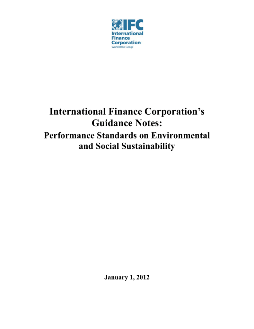 IFC
International
Finance
Corporation
World Bank Group
International Finance Corporation’s
Guidance Notes:
Performance Standards on Environmental
and Social Sustainability
January 1, 2012